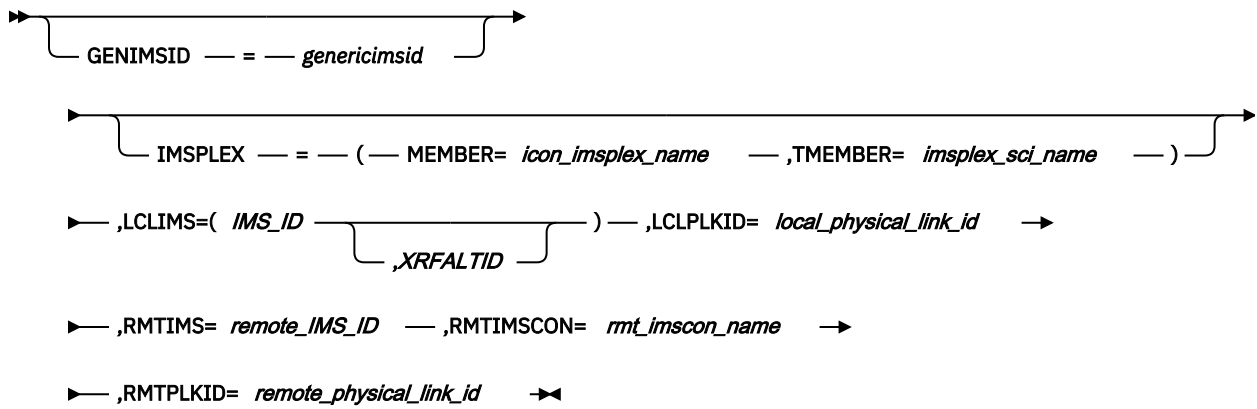 GENIMSID = genericimsid
IMSPLEX = ( MEMBER= icon_imsplex_name ,TMEMBER= imsplex_sci_name )
,LCLIMS=( IMS_ID ) ,LCLPLKID= local_physical_link_id
,XRFALTID
,RMTIMS= remote_IMS_ID ,RMTIMSCON= rmt_imscon_name
,RMTPLKID= remote_physical_link_id